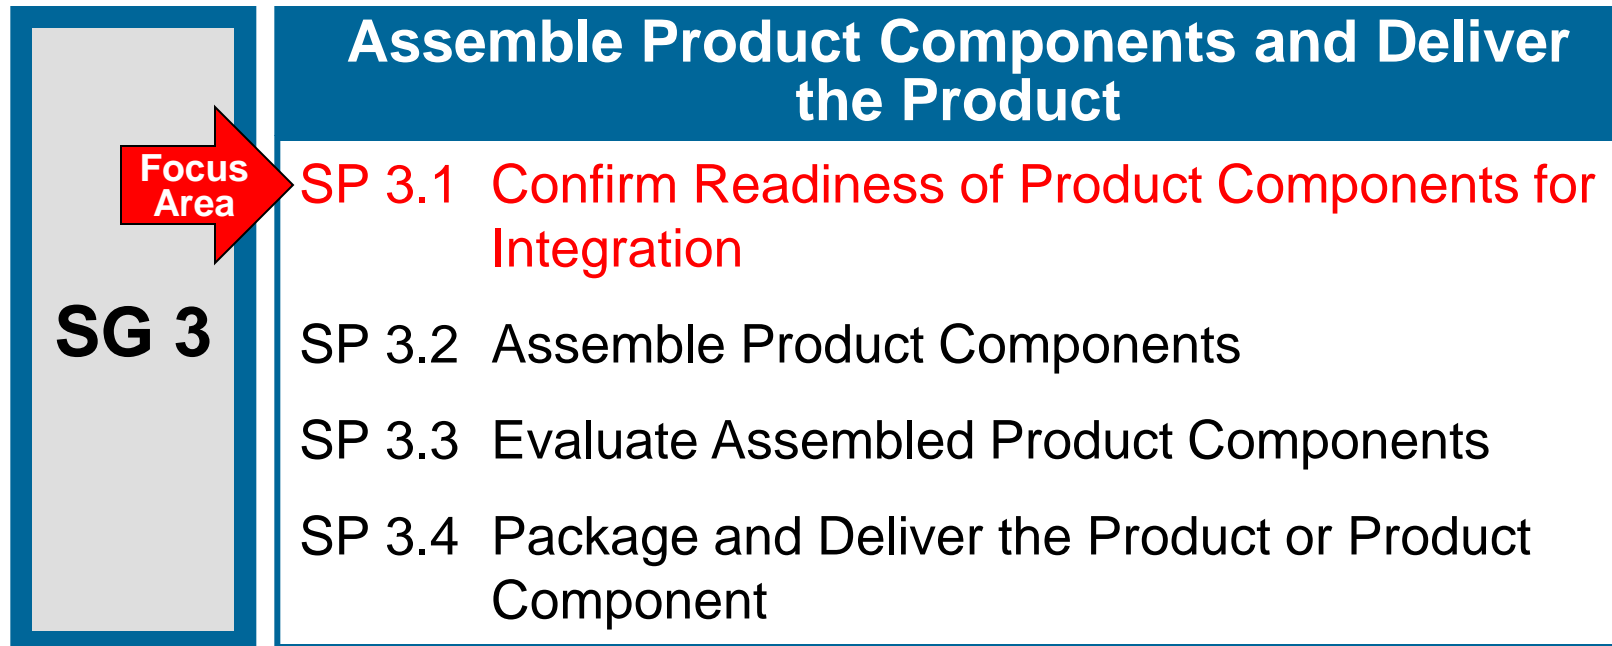 Assemble Product Components and Deliver
the Product
Focus
Area
SG 3
SP 3.1 Confirm Readiness of Product Components for
Integration
SP 3.2 Assemble Product Components
SP 3.3 Evaluate Assembled Product Components
SP 3.4 Package and Deliver the Product or Product
Component